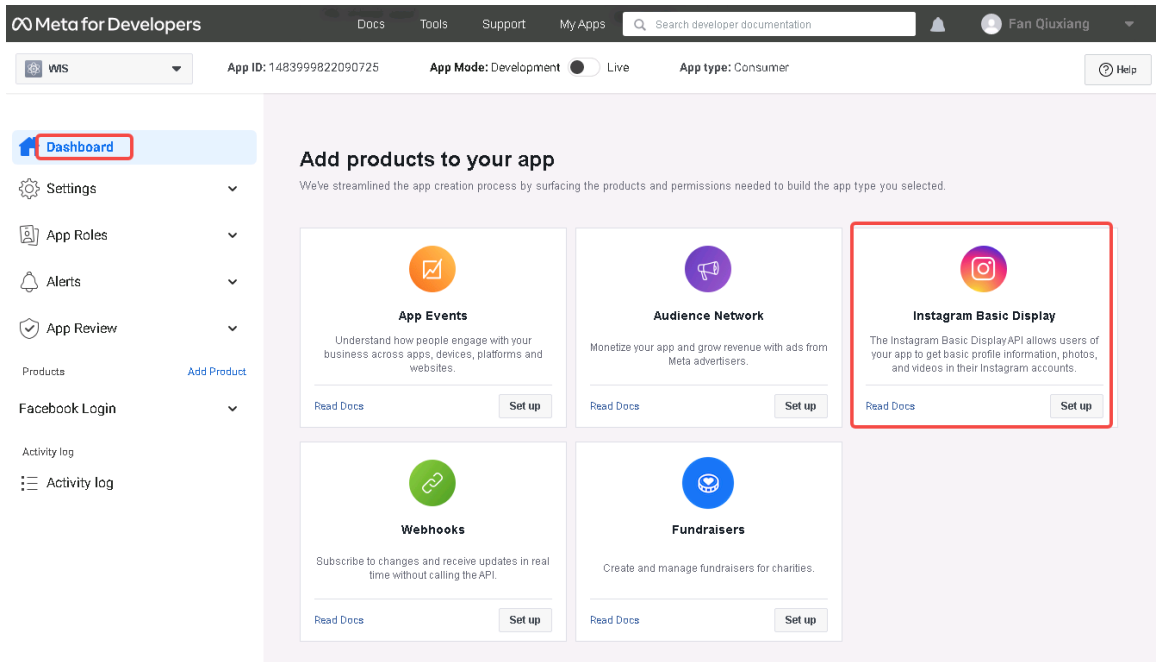 Meta for Developers
Docs
Tools
Support
My Apps
Search developer documentation
Fan Qiuxiang
WIS
App ID: 1483999822090725
App Mode: Development
Live
App type: Consumer
Help
Dashboard
Settings
App Roles
Alerts
App Review
Products
Add Product
Facebook Login
Activity log
Activity log
Add products to your app
We've streamlined the app creation process by surfacing the products and permissions needed to build the app type you selected.
App Events
Understand how people engage with your
business across apps, devices, platforms and
websites.
Read Docs
Set up
Audience Network
Monetize your app and grow revenue with ads from
Meta advertisers.
Read Docs
Set up
Instagram Basic Display
The Instagram Basic Display API allows users of
your app to get basic profile information, photos,
and videos in their Instagram accounts.
Read Docs
Set up
Webhooks
Subscribe to changes and receive updates in real
time without calling the API.
Read Docs
Set up
Fundraisers
Create and manage fundraisers for charities.
Read Docs
Set up